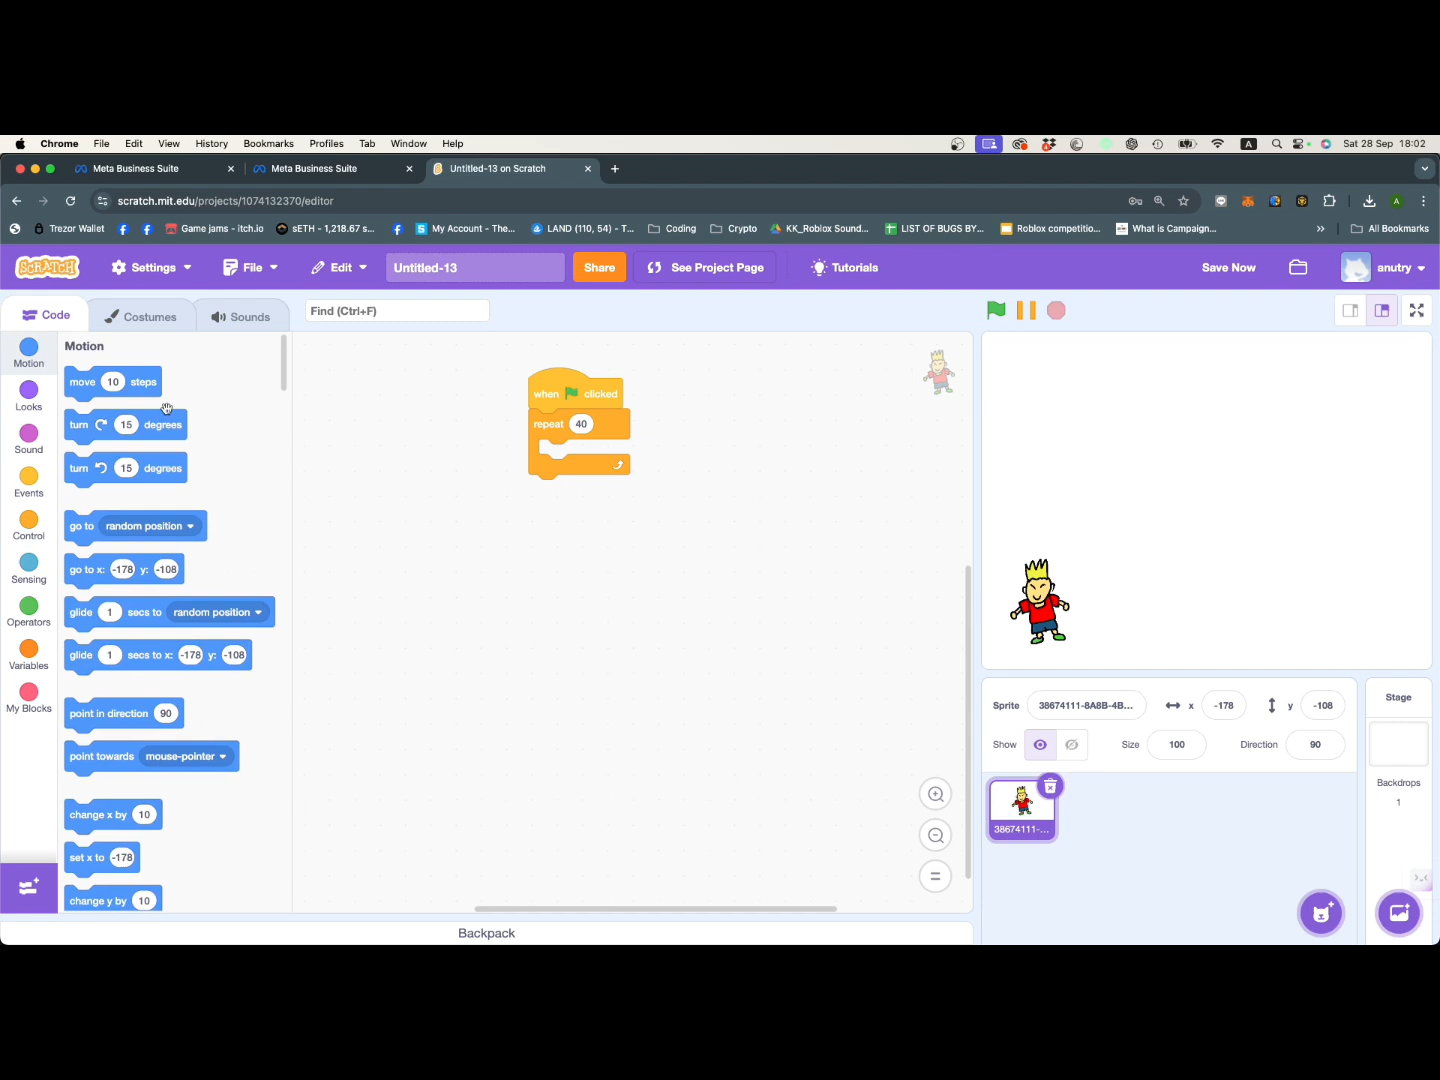 Chrome File Edit View History Bookmarks Profiles Tab Window Help A Sat 28 Sep 18:02
Meta Business Suite Meta Business Suite Untitled-13 on Scratch
scratch.mit.edu/projects/1074132370/editor A
Trezor Wallet Game jams - itch.io sETH - 1,218.67 s... My Account - The... LAND (110, 54) - T... Coding Crypto KK_Roblox Sound... LIST OF BUGS BY... Roblox competitio... What is Campaign... » All Bookmarks
SCRATCH Settings File Edit Untitled-13 Share See Project Page Tutorials Save Now anutry
Code Costumes Sounds Find (Ctrl+F)
Motion
Looks
Sound
Events
Control
Sensing
Operators
Variables
My Blocks
Motion
move 10 steps
turn 15 degrees
turn 15 degrees
go to random position
go to x: -178 y: -108
glide 1 secs to random position
glide 1 secs to x: -178 y: -108
point in direction 90
point towards mouse-pointer
change x by 10
set x to -178
change y by 10
when clicked
repeat 40
Backpack
Sprite 38674111-8A8B-4B... x -178 y -108
Show Size 100 Direction 90
38674111-...
Stage
Backdrops
1